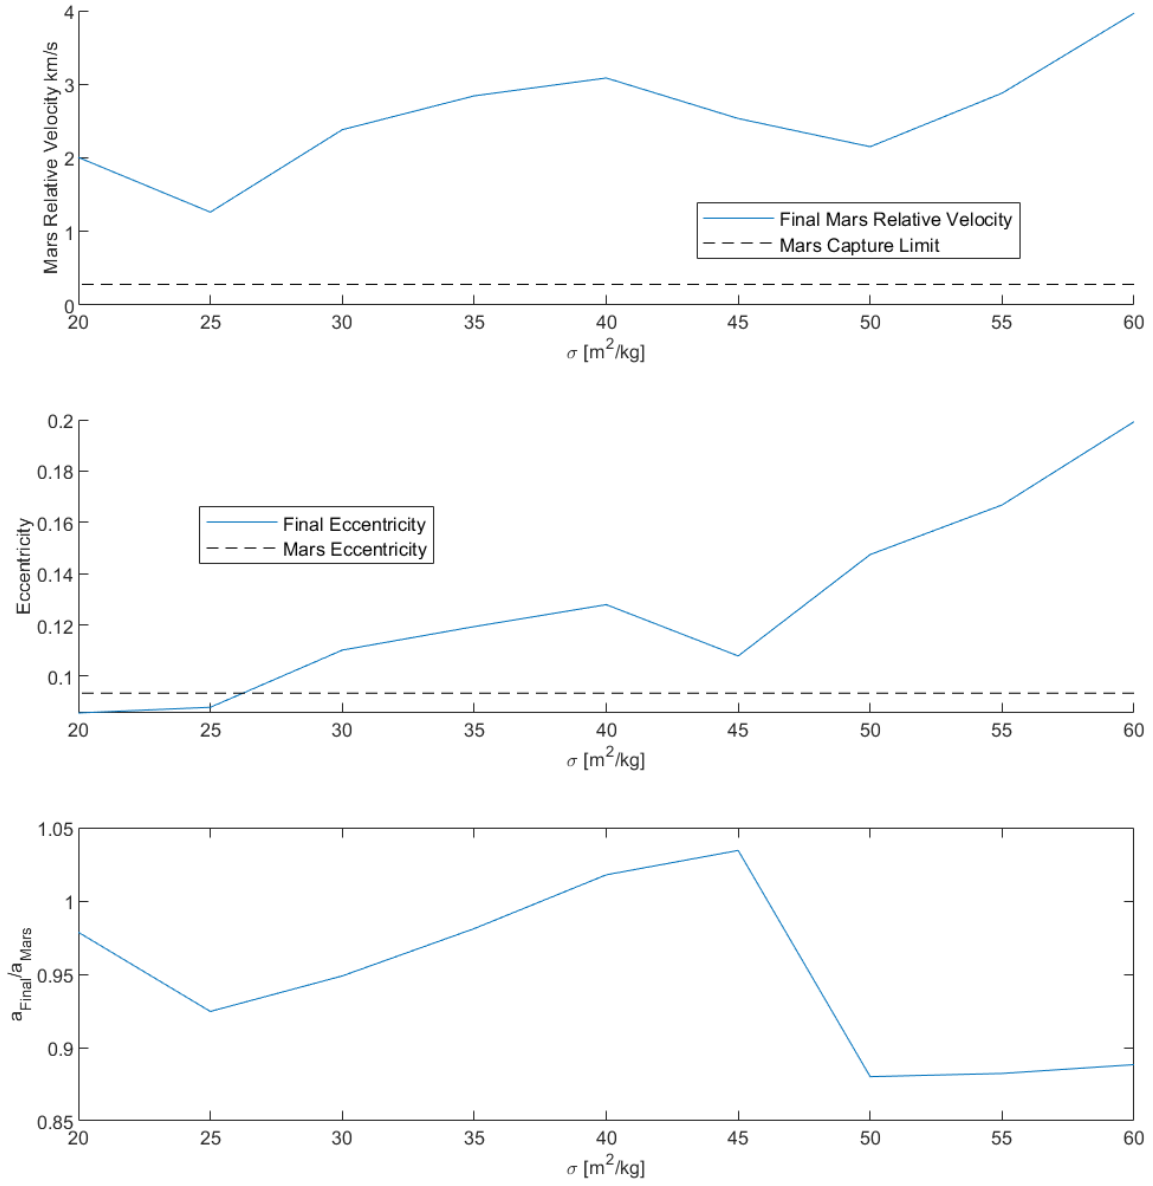 4
3
2
1
0
Mars Relative Velocity km/s
Final Mars Relative Velocity
Mars Capture Limit
20 25 30 35 40 45 50 55 60
σ [m²/kg]
0.2
0.18
0.16
0.14
0.12
0.1
Eccentricity
Final Eccentricity
Mars Eccentricity
20 25 30 35 40 45 50 55 60
σ [m²/kg]
1.05
1
0.95
0.9
0.85
a_Final/a_Mars
20 25 30 35 40 45 50 55 60
σ [m²/kg]